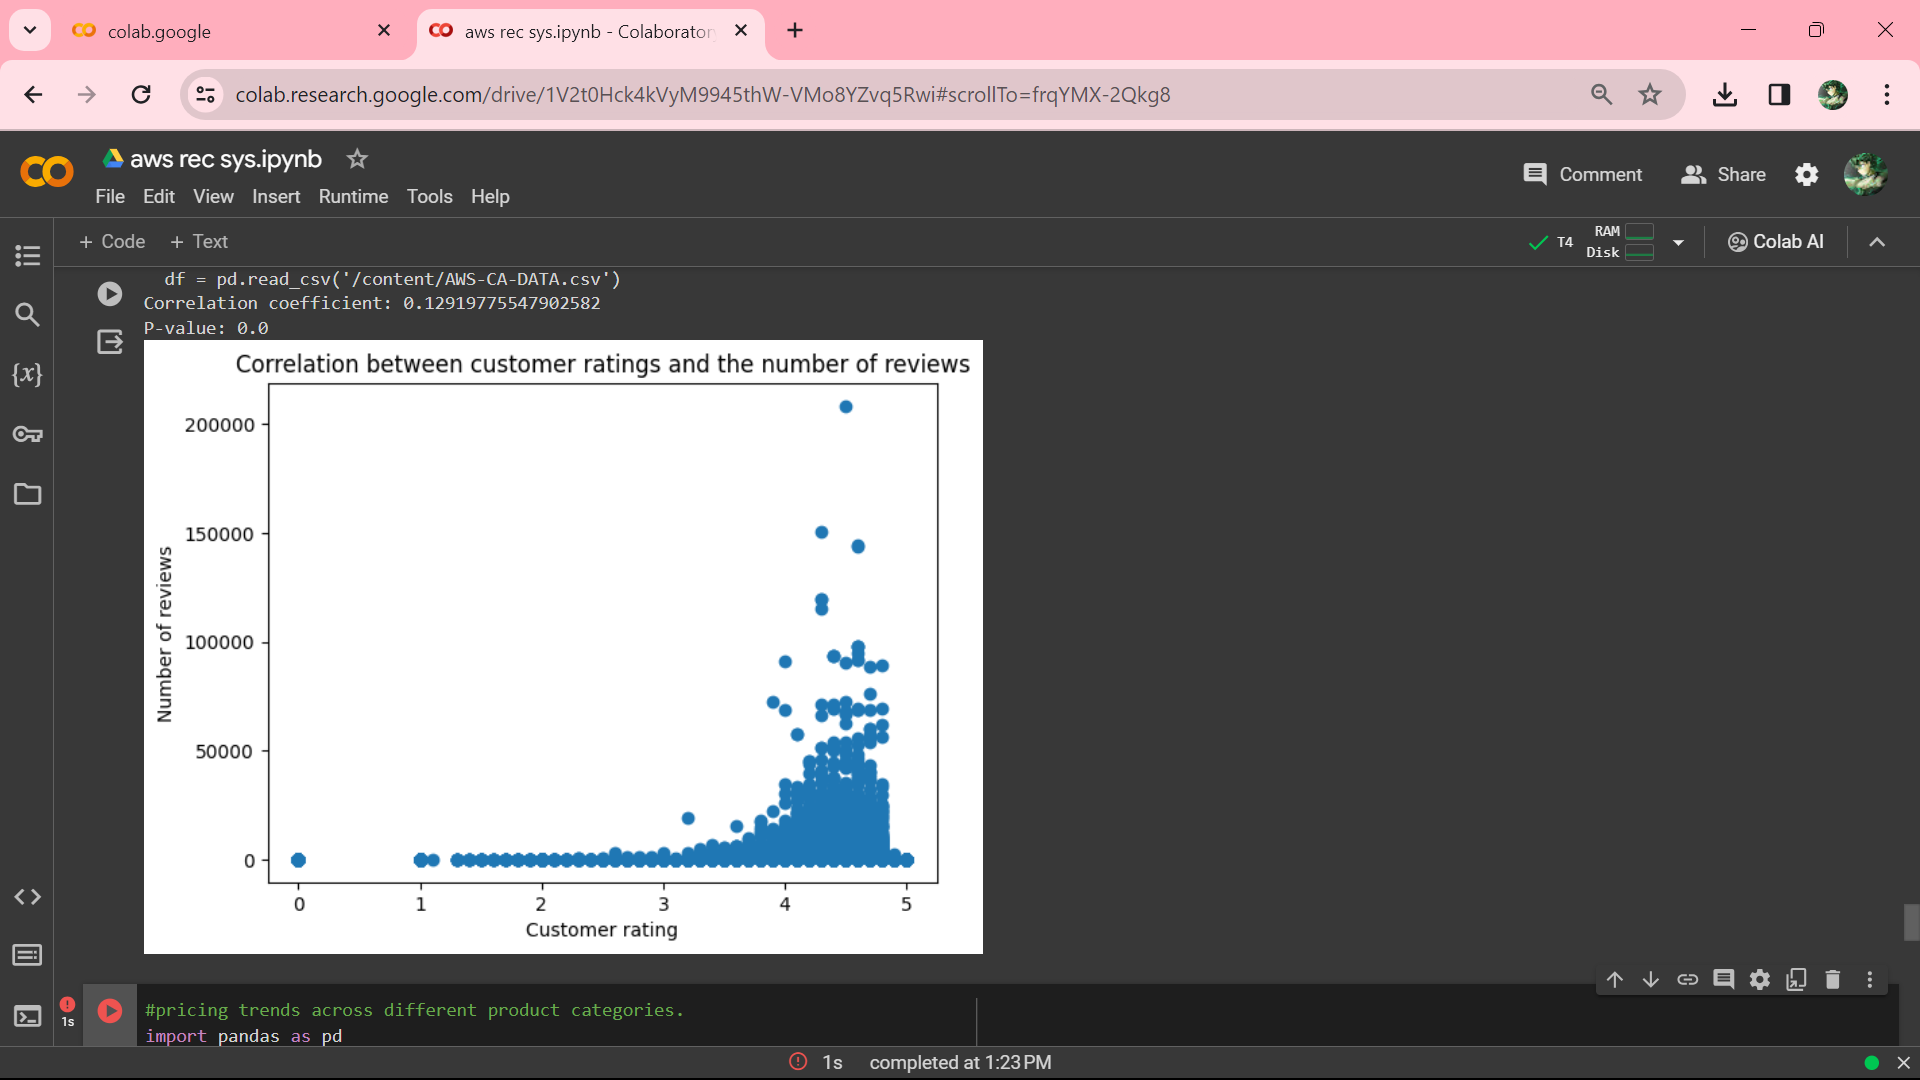 colab.google
aws rec sys.ipynb - Colaborator
colab.research.google.com/drive/1V2t0Hck4kVyM9945thW-VMo8YZvq5Rwi#scrollTo=frqYMX-2Qkg8
aws rec sys.ipynb
Comment
Share
File Edit View Insert Runtime Tools Help
+ Code + Text
T4
RAM
Disk
Colab AI
df = pd.read_csv('/content/AWS-CA-DATA.csv')
Correlation coefficient: 0.12919775547902582
P-value: 0.0
{x}
Correlation between customer ratings and the number of reviews
200000
150000
100000
50000
0
Number of reviews
0 1 2 3 4 5
Customer rating
1s
#pricing trends across different product categories.
import pandas as pd
1s completed at 1:23 PM